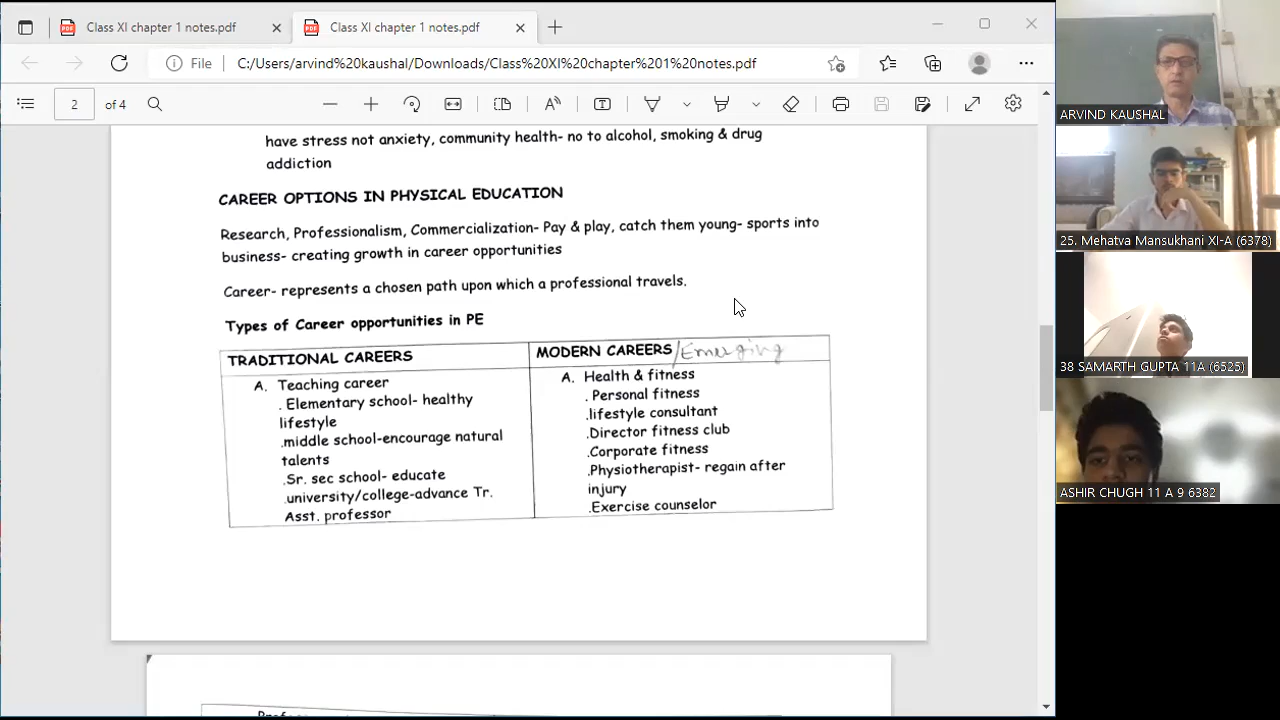 Class XI chapter 1 notes.pdf
Class XI chapter 1 notes.pdf
File
C:/Users/arvind%20kaushal/Downloads/Class%20XI%20chapter%201%20notes.pdf
2 of 4
have stress not anxiety, community health- no to alcohol, smoking & drug
addiction
CAREER OPTIONS IN PHYSICAL EDUCATION
Research, Professionalism, Commercialization- Pay & play, catch them young- sports into
business- creating growth in career opportunities
Career- represents a chosen path upon which a professional travels.
Types of Career opportunities in PE
TRADITIONAL CAREERS
A. Teaching career
. Elementary school- healthy
lifestyle
.middle school-encourage natural
talents
.Sr. sec school- educate
.university/college-advance Tr.
Asst. professor
MODERN CAREERS/Emerging
A. Health & fitness
. Personal fitness
.lifestyle consultant
.Director fitness club
.Corporate fitness
.Physiotherapist- regain after
injury
.Exercise counselor
ARVIND KAUSHAL
25. Mehatva Mansukhani XI-A (6378)
38 SAMARTH GUPTA 11A (6525)
ASHIR CHUGH 11 A 9 6382